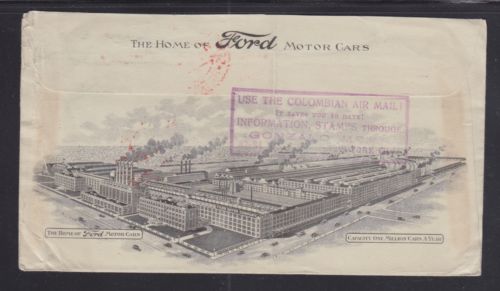 THE HOME OF Ford MOTOR CARS
USE THE COLOMBIAN AIR MAIL!
IT SAVES YOU 10 DAYS!
INFORMATION, STAMPS THROUGH
THE HOME OF Ford MOTOR CARS
CAPACITY ONE MILLION CARS A YEAR